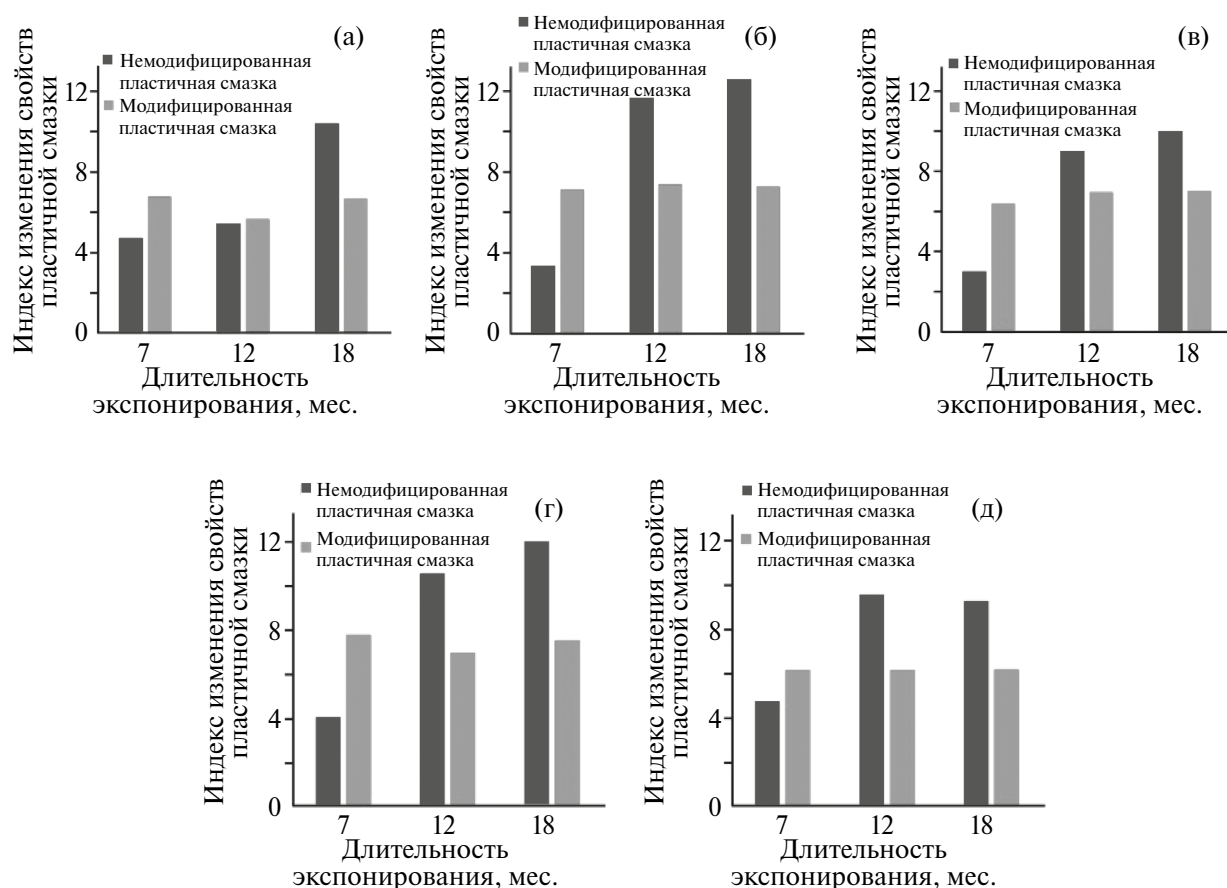 (а)
Немодифицированная
пластичная смазка
Модифицированная
пластичная смазка
Индекс изменения свойств
пластичной смазки
12
8
4
0
7 12 18
Длительность
экспонирования, мес.
(б)
Немодифицированная
пластичная смазка
Модифицированная
пластичная смазка
Индекс изменения свойств
пластичной смазки
12
8
4
0
7 12 18
Длительность
экспонирования, мес.
(в)
Немодифицированная
пластичная смазка
Модифицированная
пластичная смазка
Индекс изменения свойств
пластичной смазки
12
8
4
0
7 12 18
Длительность
экспонирования, мес.
(г)
Немодифицированная
пластичная смазка
Модифицированная
пластичная смазка
Индекс изменения свойств
пластичной смазки
12
8
4
0
7 12 18
Длительность
экспонирования, мес.
(д)
Немодифицированная
пластичная смазка
Модифицированная
пластичная смазка
Индекс изменения свойств
пластичной смазки
12
8
4
0
7 12 18
Длительность
экспонирования, мес.